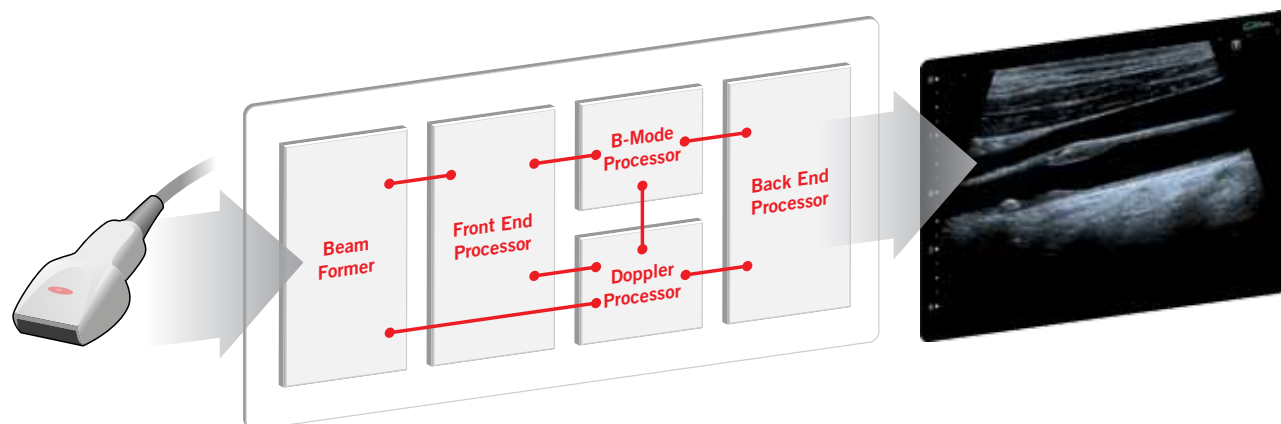 Beam
Former
Front End
Processor
B-Mode
Processor
Doppler
Processor
Back End
Processor